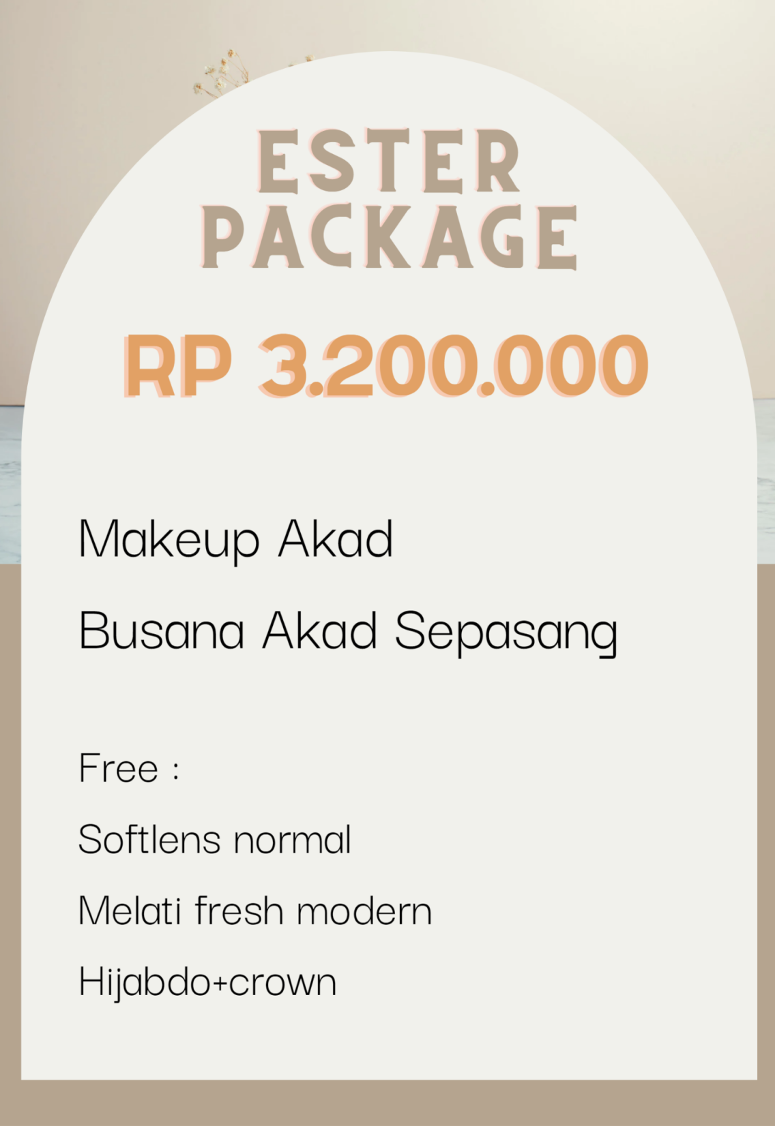 ESTER
PACKAGE
RP 3.200.000
Makeup Akad
Busana Akad Sepasang
Free :
Softlens normal
Melati fresh modern
Hijabdo+crown